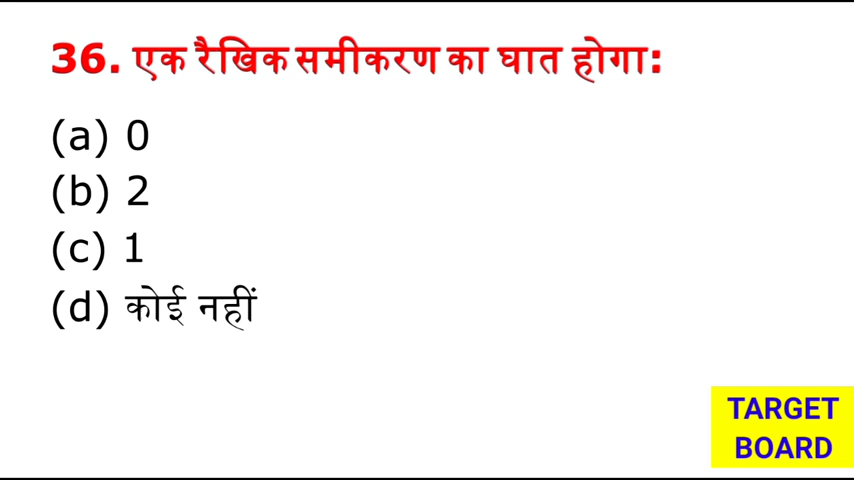 36. एक रैखिक समीकरण का घात होगा:
(a) 0
(b) 2
(c) 1
(d) कोई नहीं
TARGET
BOARD